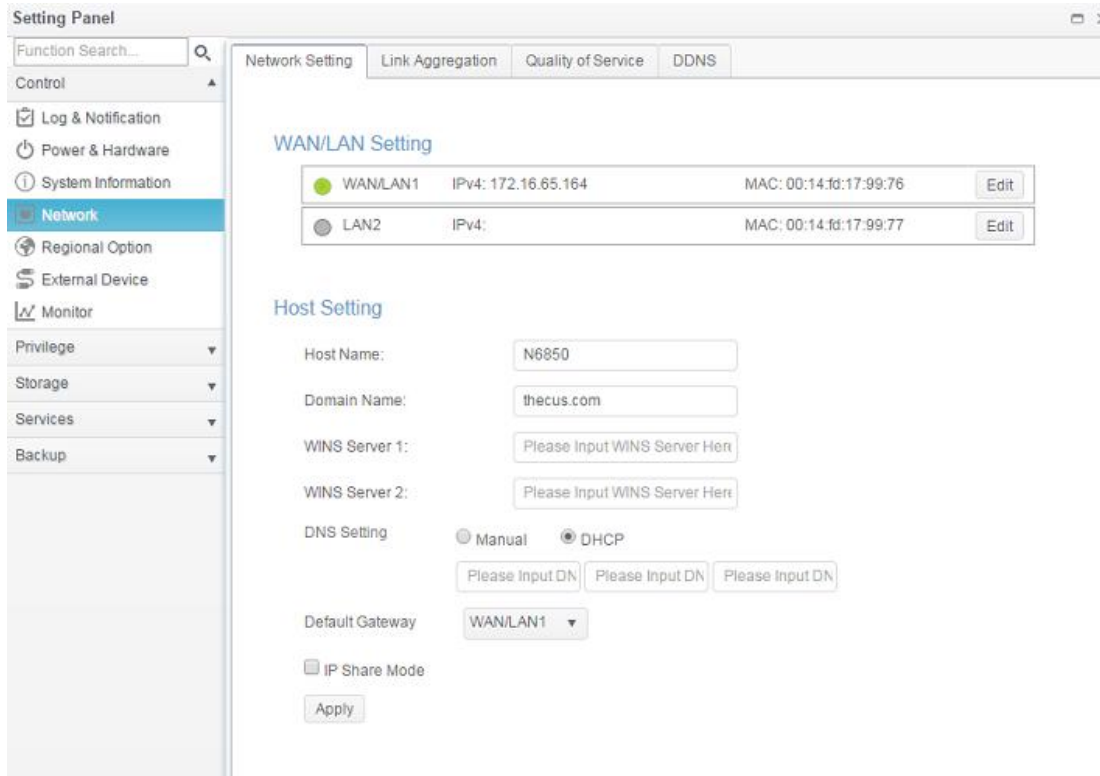 Setting Panel
Function Search...
Control
Log & Notification
Power & Hardware
System Information
Network
Regional Option
External Device
Monitor
Privilege
Storage
Services
Backup
Network Setting Link Aggregation Quality of Service DDNS
WAN/LAN Setting
WAN/LAN1 IPv4: 172.16.65.164 MAC: 00:14:fd:17:99:76 Edit
LAN2 IPv4: MAC: 00:14:fd:17:99:77 Edit
Host Setting
Host Name: N6850
Domain Name: thecus.com
WINS Server 1: Please Input WINS Server Here
WINS Server 2: Please Input WINS Server Here
DNS Setting Manual DHCP
Please Input DN Please Input DN Please Input DN
Default Gateway WAN/LAN1
IP Share Mode
Apply